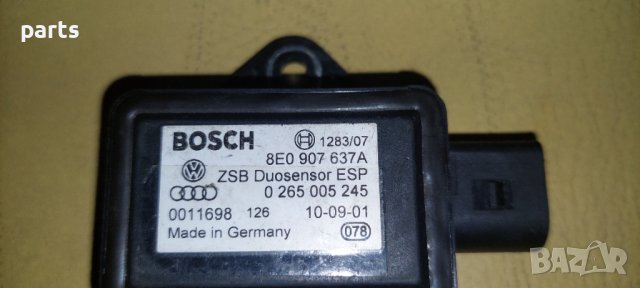 parts
BOSCH 1283/07
8E0 907 637A
ZSB Duosensor ESP
0 265 005 245
0011698 126 10-09-01
Made in Germany 078
BAZAR